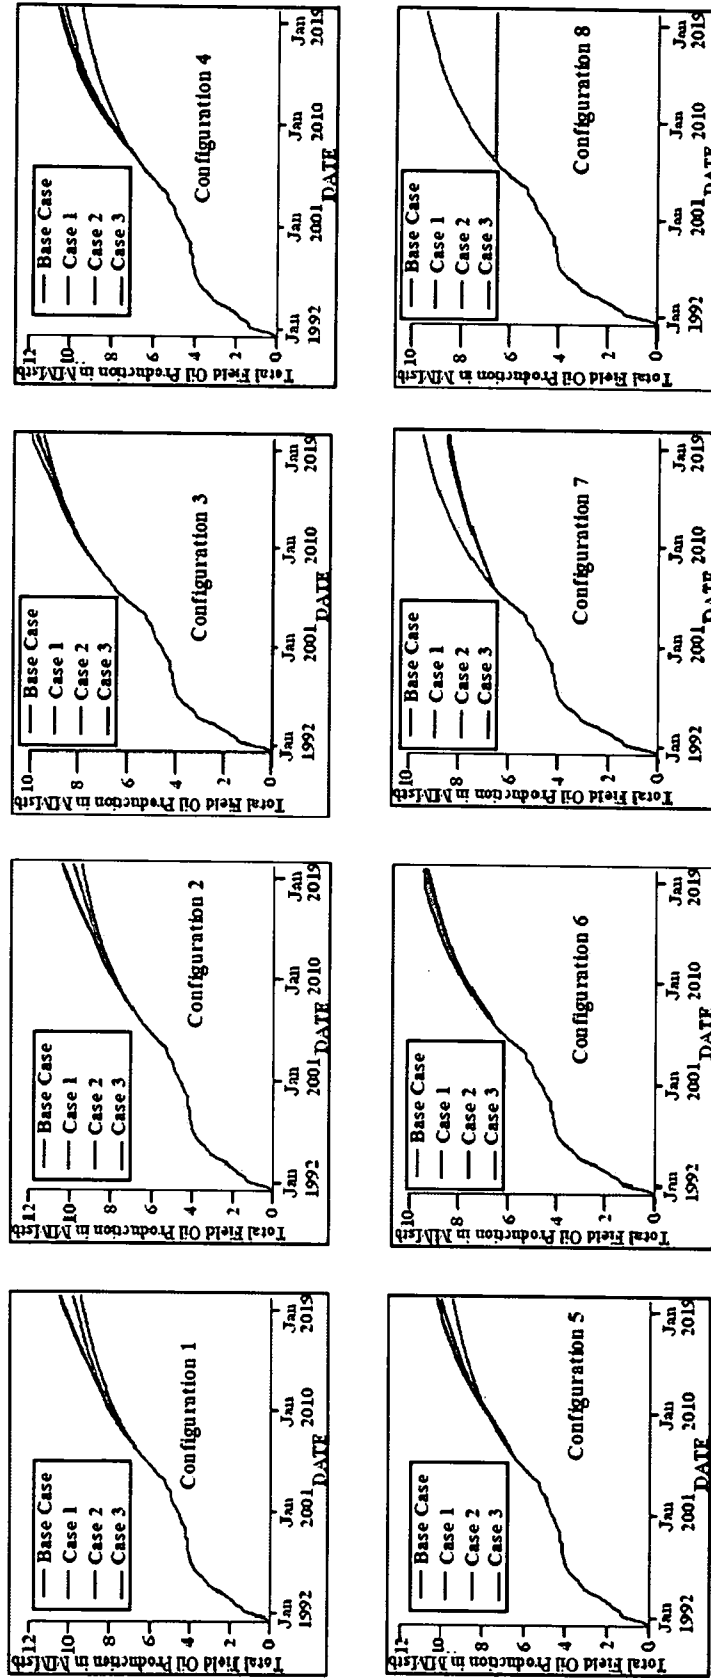 Total Field Oil Production in MMstb
12
10
8
6
4
2
0
Base Case
Case 1
Case 2
Case 3
Configuration 1
Jan Jan Jan Jan
1992 2001 2010 2019
DATE
Total Field Oil Production in MMstb
12
10
8
6
4
2
0
Base Case
Case 1
Case 2
Case 3
Configuration 2
Jan Jan Jan Jan
1992 2001 2010 2019
DATE
Total Field Oil Production in MMstb
10
8
6
4
2
0
Base Case
Case 1
Case 2
Case 3
Configuration 3
Jan Jan Jan Jan
1992 2001 2010 2019
DATE
Total Field Oil Production in MMstb
12
10
8
6
4
2
0
Base Case
Case 1
Case 2
Case 3
Configuration 4
Jan Jan Jan Jan
1992 2001 2010 2019
DATE
Total Field Oil Production in MMstb
12
10
8
6
4
2
0
Base Case
Case 1
Case 2
Case 3
Configuration 5
Jan Jan Jan Jan
1992 2001 2010 2019
DATE
Total Field Oil Production in MMstb
10
8
6
4
2
0
Base Case
Case 1
Case 2
Case 3
Configuration 6
Jan Jan Jan Jan
1992 2001 2010 2019
DATE
Total Field Oil Production in MMstb
10
8
6
4
2
0
Base Case
Case 1
Case 2
Case 3
Configuration 7
Jan Jan Jan Jan
1992 2001 2010 2019
DATE
Total Field Oil Production in MMstb
10
8
6
4
2
0
Base Case
Case 1
Case 2
Case 3
Configuration 8
Jan Jan Jan Jan
1992 2001 2010 2019
DATE